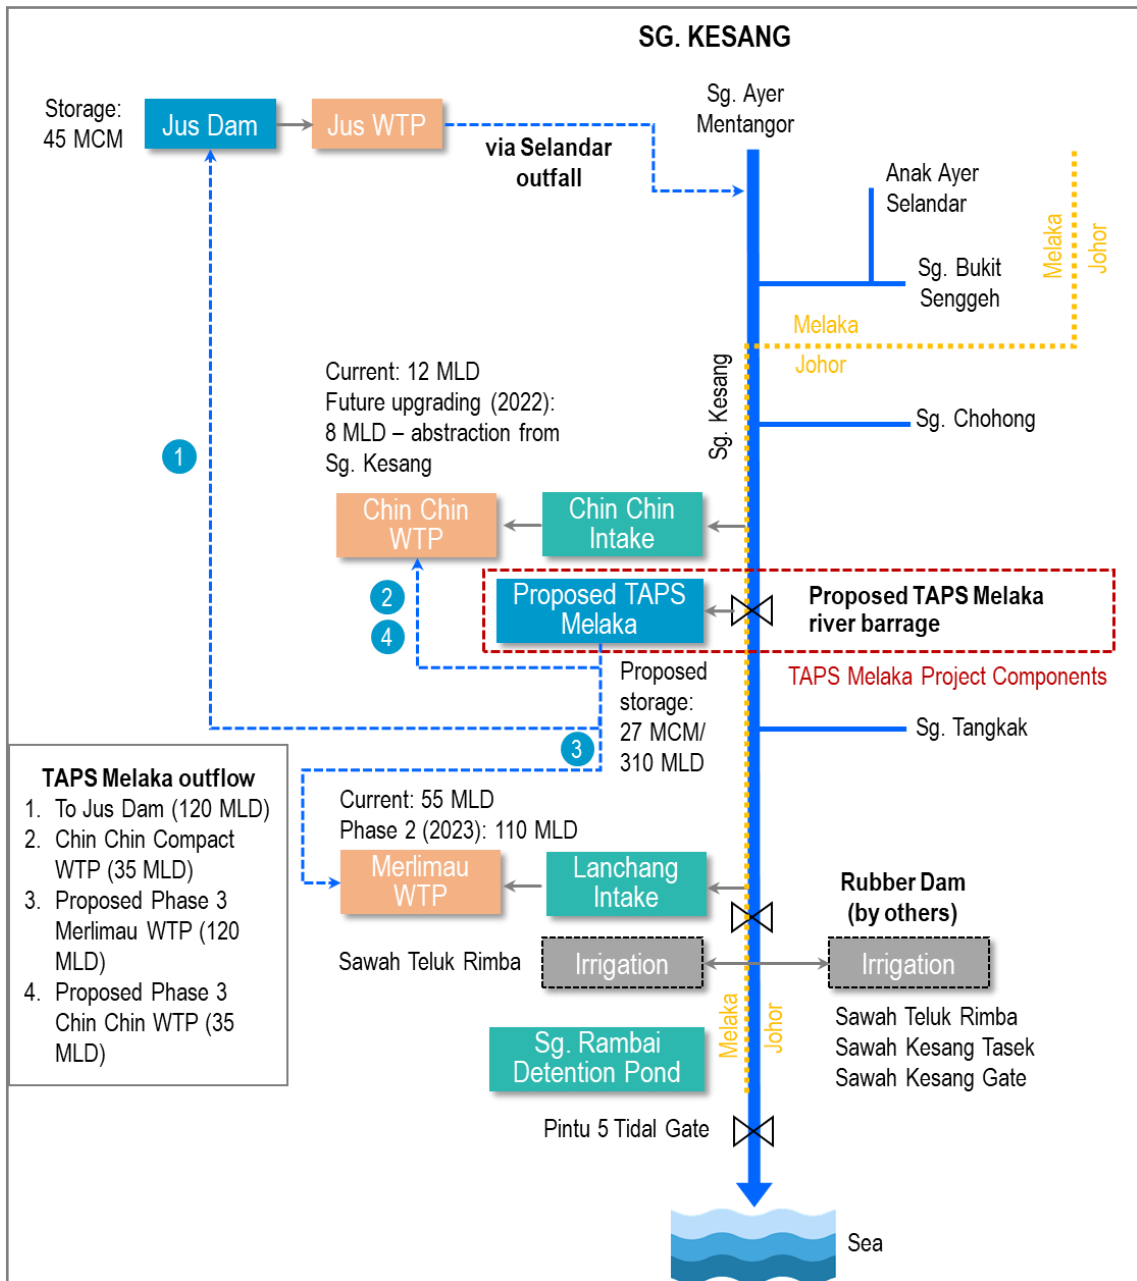 SG. KESANG
Storage:
45 MCM
Jus Dam
Jus WTP
via Selandar
outfall
Sg. Ayer
Mentangor
Anak Ayer
Selandar
Sg. Bukit
Senggeh
Melaka
Johor
Melaka
Johor
Sg. Kesang
Sg. Chohong
Current: 12 MLD
Future upgrading (2022):
8 MLD – abstraction from
Sg. Kesang
1
Chin Chin
WTP
Chin Chin
Intake
2
4
Proposed TAPS
Melaka
Proposed TAPS Melaka
river barrage
TAPS Melaka Project Components
Proposed
storage:
27 MCM/
310 MLD
Sg. Tangkak
3
TAPS Melaka outflow
1. To Jus Dam (120 MLD)
2. Chin Chin Compact
WTP (35 MLD)
3. Proposed Phase 3
Merlimau WTP (120
MLD)
4. Proposed Phase 3
Chin Chin WTP (35
MLD)
Current: 55 MLD
Phase 2 (2023): 110 MLD
Merlimau
WTP
Lanchang
Intake
Rubber Dam
(by others)
Sawah Teluk Rimba
Irrigation
Irrigation
Melaka
Johor
Sawah Teluk Rimba
Sawah Kesang Tasek
Sawah Kesang Gate
Sg. Rambai
Detention Pond
Pintu 5 Tidal Gate
Sea